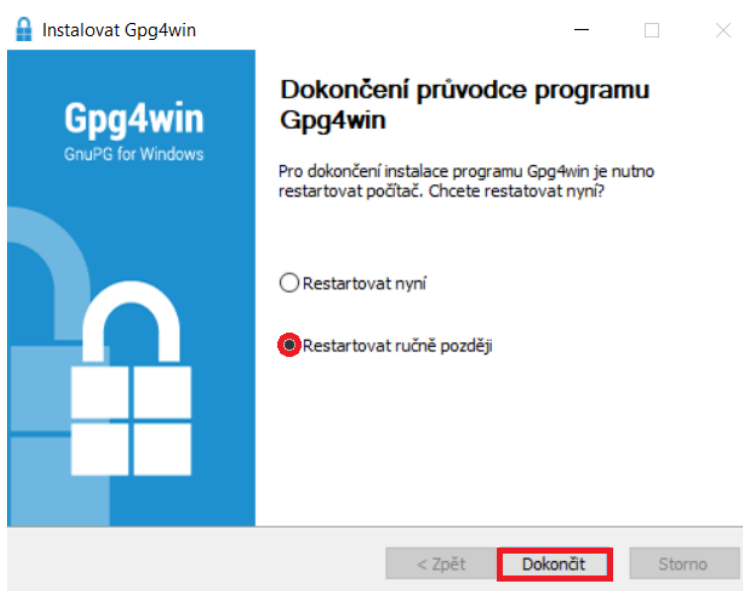 Instalovat Gpg4win
Gpg4win
GnuPG for Windows
Dokončení průvodce programu
Gpg4win
Pro dokončení instalace programu Gpg4win je nutno
restartovat počítač. Chcete restatovat nyní?
Restartovat nyní
Restartovat ručně později
< Zpět
Dokončit
Storno